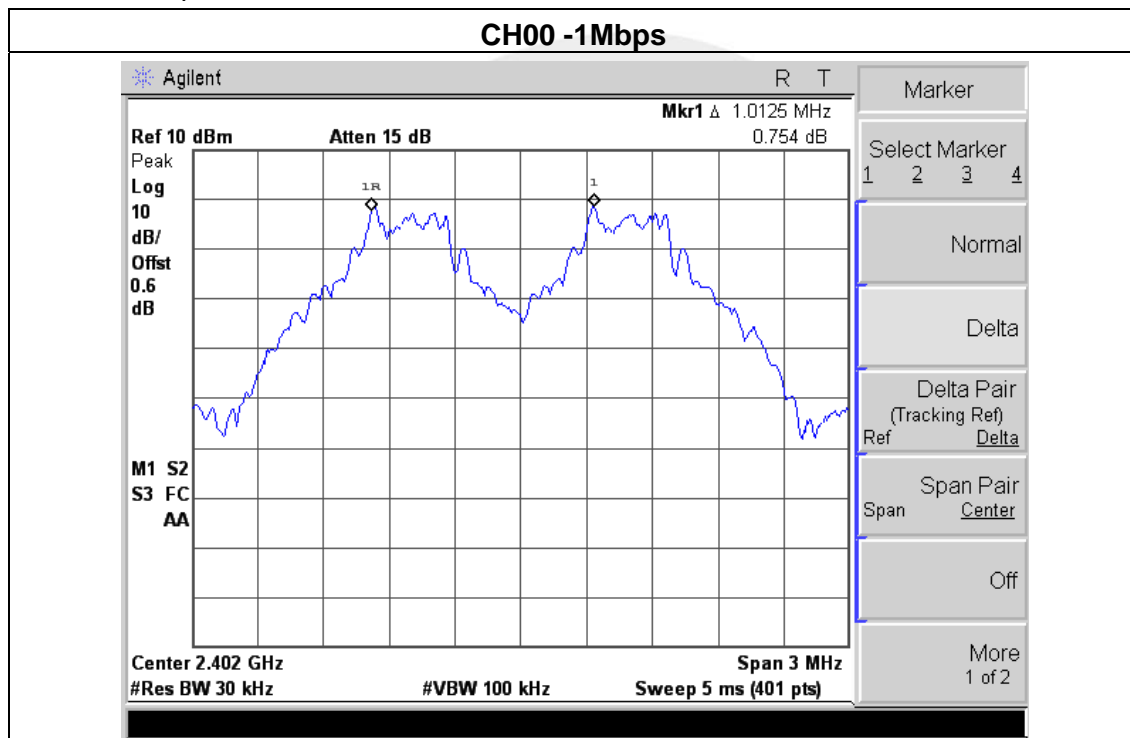 CH00 -1Mbps
Agilent R T
Mkr1 Δ 1.0125 MHz
Ref 10 dBm Atten 15 dB 0.754 dB
Peak
Log
10
dB/
Offst
0.6
dB
1R
1
M1 S2
S3 FC
AA
Center 2.402 GHz Span 3 MHz
#Res BW 30 kHz #VBW 100 kHz Sweep 5 ms (401 pts)
Marker
Select Marker
1 2 3 4
Normal
Delta
Delta Pair
(Tracking Ref)
Ref Delta
Span Pair
Span Center
Off
More
1 of 2